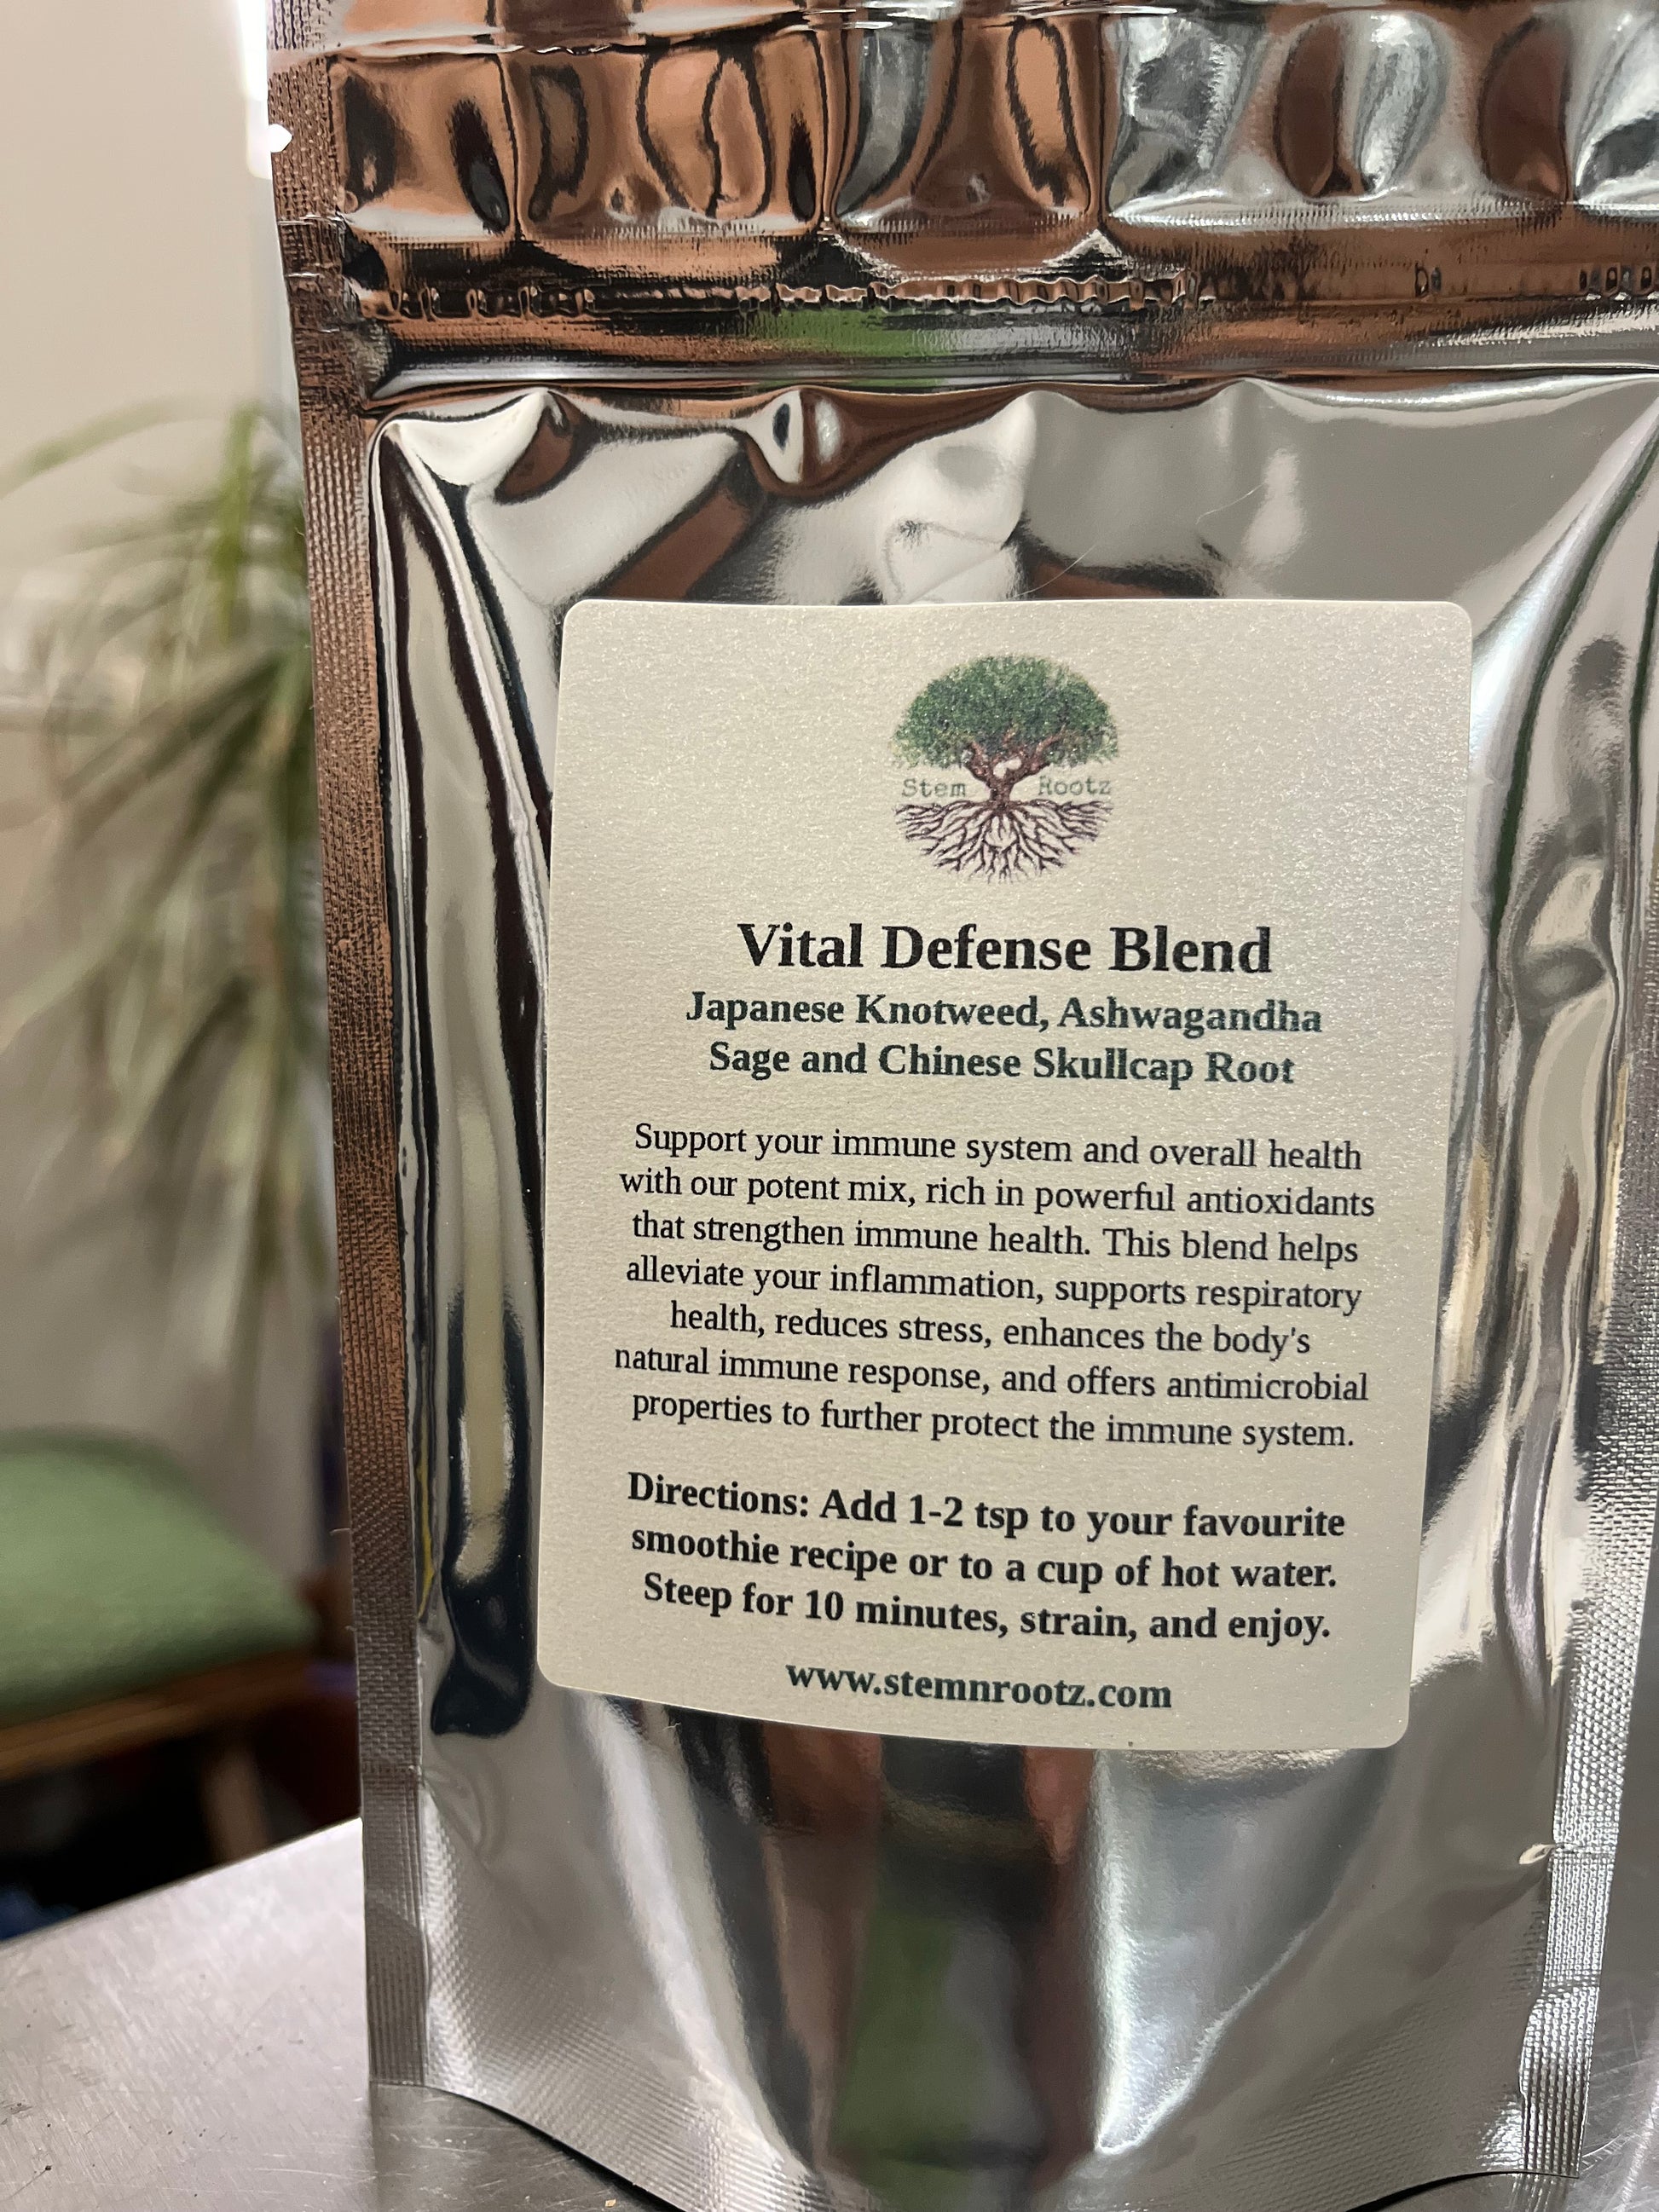 Stem Rootz
Vital Defense Blend
Japanese Knotweed, Ashwagandha
Sage and Chinese Skullcap Root
Support your immune system and overall health
with our potent mix, rich in powerful antioxidants
that strengthen immune health. This blend helps
alleviate your inflammation, supports respiratory
health, reduces stress, enhances the body's
natural immune response, and offers antimicrobial
properties to further protect the immune system.
Directions: Add 1-2 tsp to your favourite
smoothie recipe or to a cup of hot water.
Steep for 10 minutes, strain, and enjoy.
www.stemnrootz.com